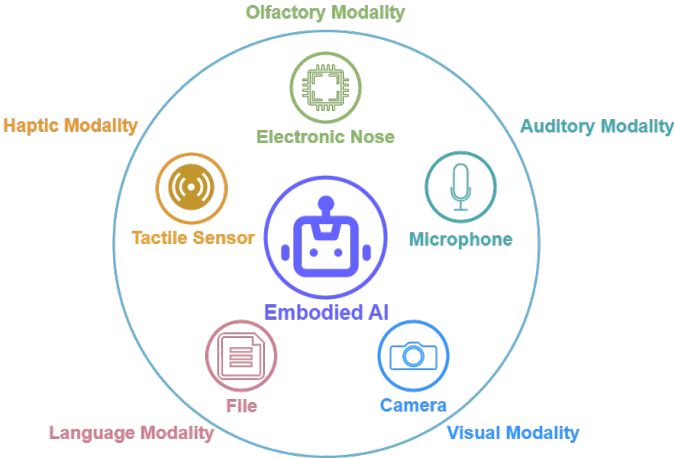 Olfactory Modality
Haptic Modality
Auditory Modality
Electronic Nose
Tactile Sensor
Microphone
Embodied AI
File
Camera
Language Modality
Visual Modality